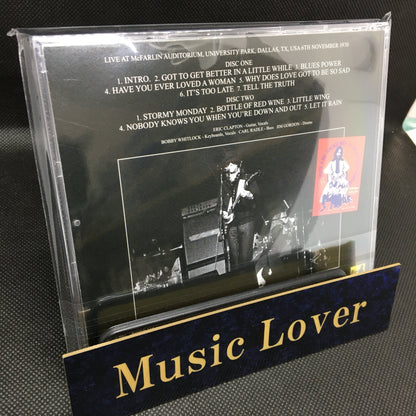 LIVE AT McFARLIN AUDITORIUM, UNIVERSITY PARK, DALLAS, TX, USA 6TH NOVEMBER 1970
DISC ONE
1. INTRO. 2. GOT TO GET BETTER IN A LITTLE WHILE 3. BLUES POWER
4. HAVE YOU EVER LOVED A WOMAN 5. WHY DOES LOVE GOT TO BE SO SAD
6. IT'S TOO LATE 7. TELL THE TRUTH
DISC TWO
1. STORMY MONDAY 2. BOTTLE OF RED WINE 3. LITTLE WING
4. NOBODY KNOWS YOU WHEN YOU'RE DOWN AND OUT 5. LET IT RAIN
ERIC CLAPTON - Guitar, Vocals
BOBBY WHITLOCK - Keyboards, Vocals CARL RADLE - Bass JIM GORDON - Drums
Music Lover